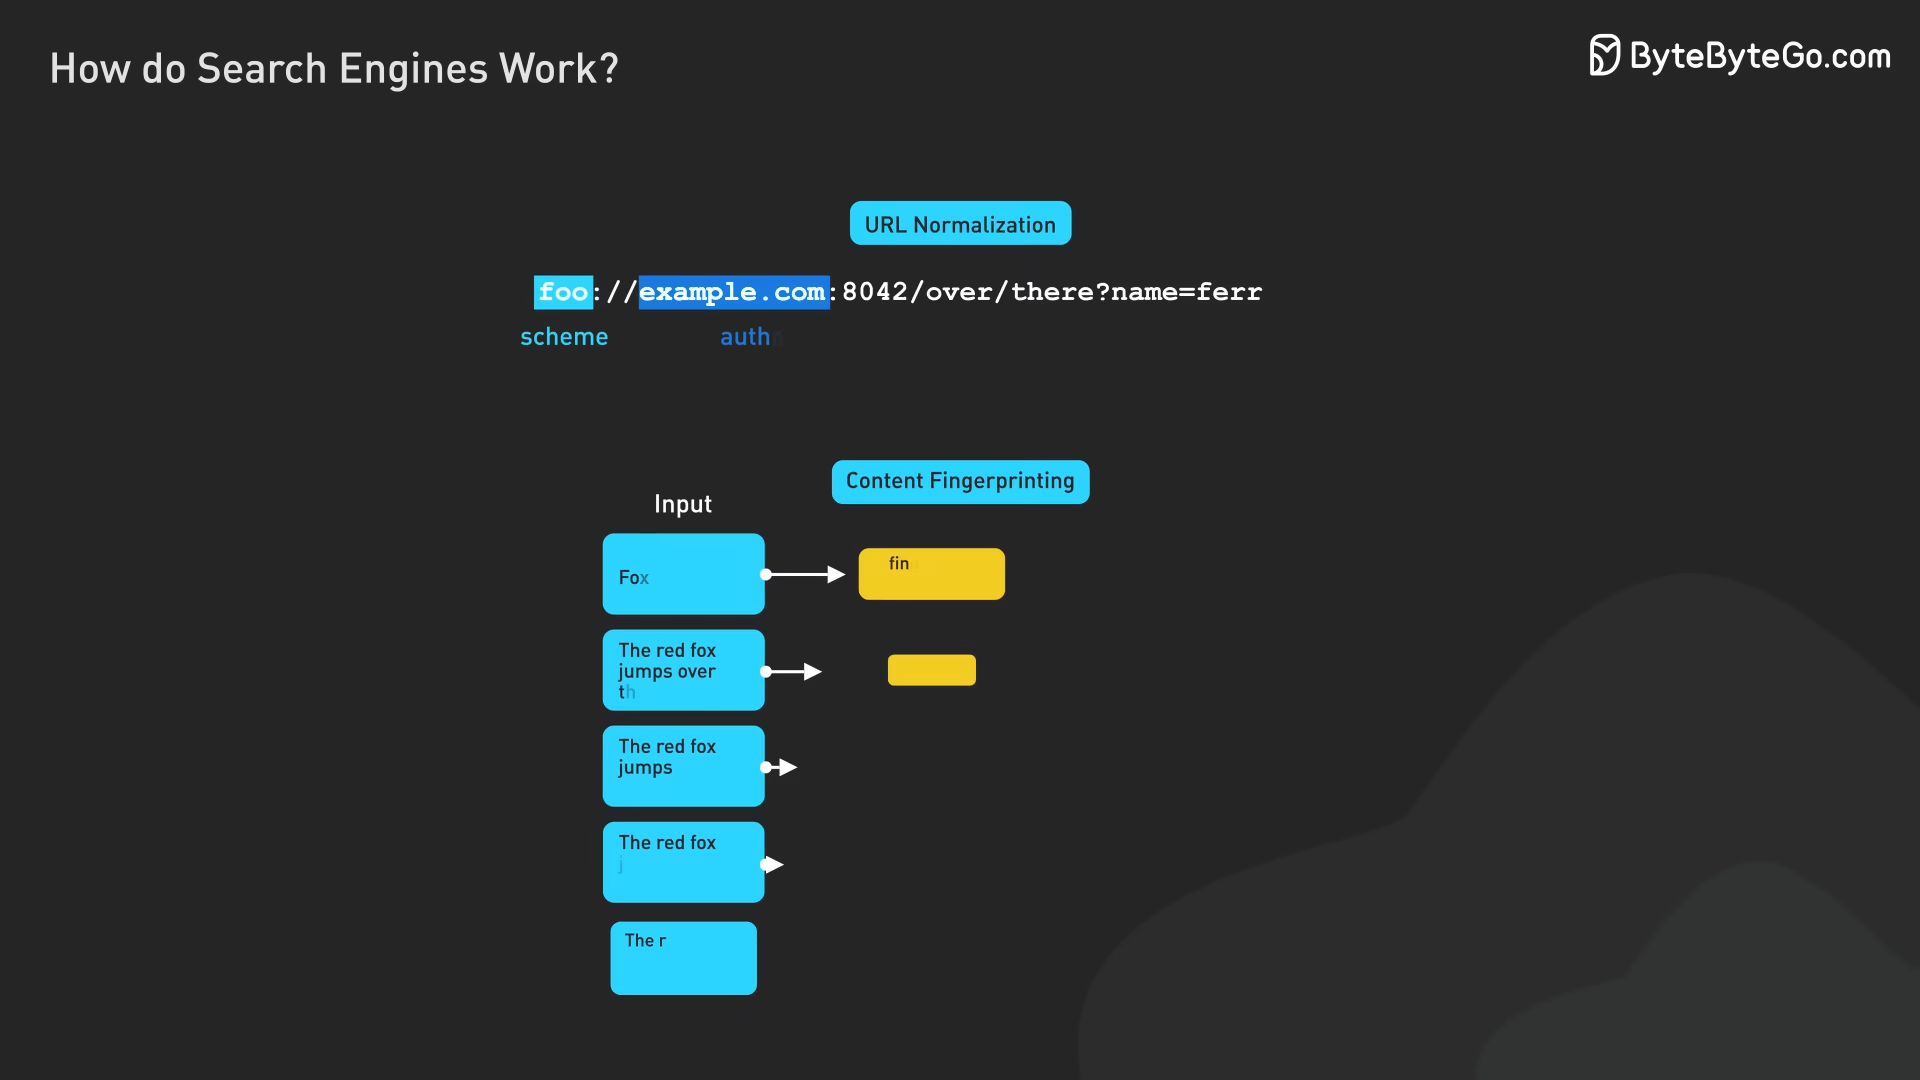 How do Search Engines Work?
ByteByteGo.com
URL Normalization
foo://example.com:8042/over/there?name=ferr
scheme
auth
Content Fingerprinting
Input
Fox
fin
The red fox
jumps over
th
The red fox
jumps
The red fox
j
The r